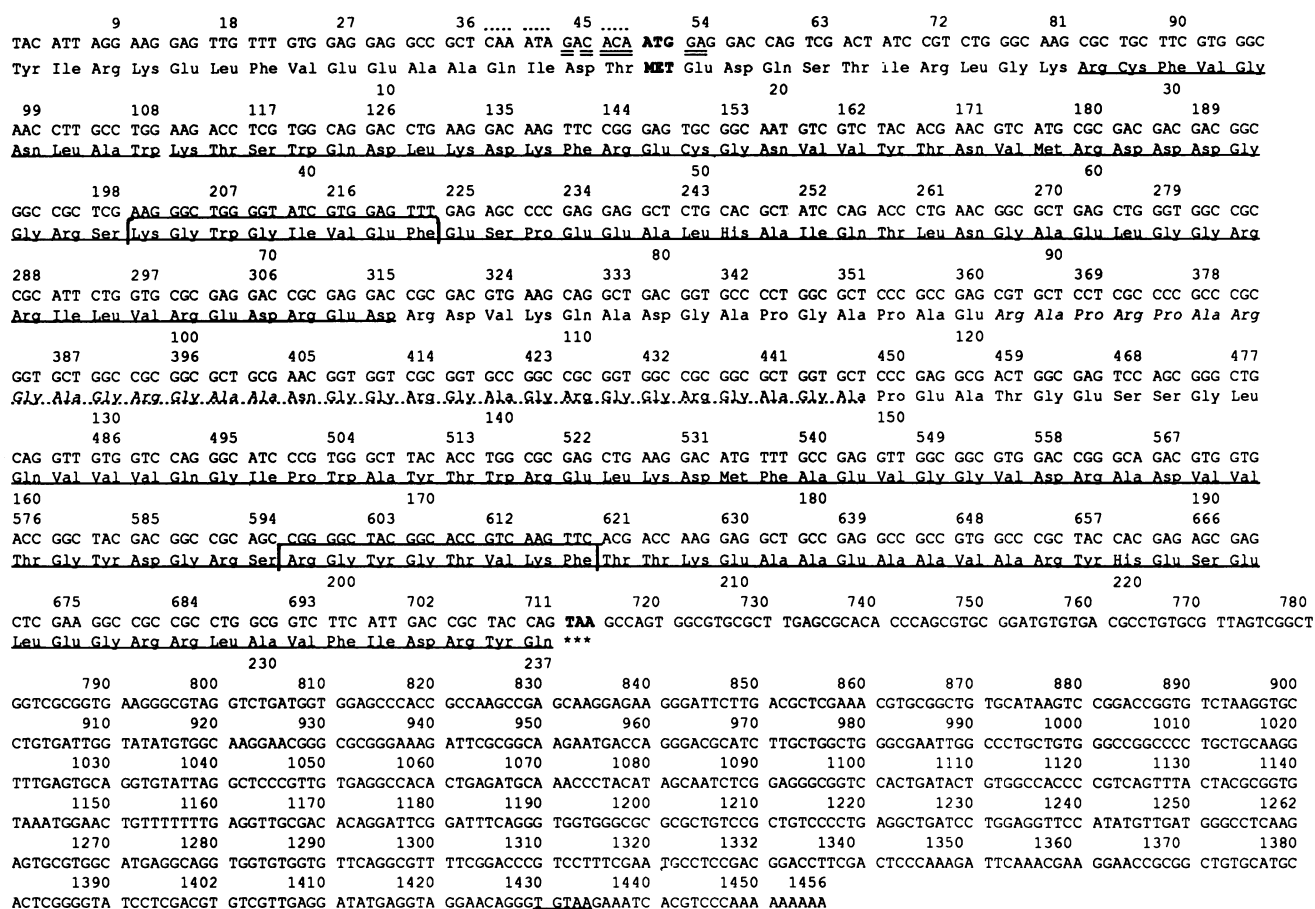 9 18 27 36 45 54 63 72 81 90
TAC ATT AGG AAG GAG TTG TTT GTG GAG GAG GCC GCT CAA ATA GAC ACA ATG GAG GAC CAG TCG ACT ATC CGT CTG GGC AAG CGC TGC TTC GTG GGC
Tyr Ile Arg Lys Glu Leu Phe Val Glu Glu Ala Ala Gln Ile Asp Thr MET Glu Asp Gln Ser Thr Ile Arg Leu Gly Lys Arg Cys Phe Val Gly
10 20 30
99 108 117 126 135 144 153 162 171 180 189
AAC CTT GCC TGG AAG ACC TCG TGG CAG GAC CTG AAG GAC AAG TTC CGG GAG TGC GGC AAT GTC GTC TAC ACG AAC GTC ATG CGC GAC GAC GAC GGC
Asn Leu Ala Trp Lys Thr Ser Trp Gln Asp Leu Lys Asp Lys Phe Arg Glu Cys Gly Asn Val Val Tyr Thr Asn Val Met Arg Asp Asp Asp Gly
40 50 60
198 207 216 225 234 243 252 261 270 279
GGC CGC TCG AAG GGC TGG GGT ATC GTG GAG TTT GAG AGC CCC GAG GAG GCT CTG CAC GCT ATC CAG ACC CTG AAC GGC GCT GAG CTG GGT GGC CGC
Gly Arg Ser Lys Gly Trp Gly Ile Val Glu Phe Glu Ser Pro Glu Glu Ala Leu His Ala Ile Gln Thr Leu Asn Gly Ala Glu Leu Gly Gly Arg
70 80 90
288 297 306 315 324 333 342 351 360 369 378
CGC ATT CTG GTG CGC GAG GAC CGC GAG GAC CGC GAC GTG AAG CAG GCT GAC GGT GCC CCT GGC GCT CCC GCC GAG CGT GCT CCT CGC CCC GCC CGC
Arg Ile Leu Val Arg Glu Asp Arg Glu Asp Arg Asp Val Lys Gln Ala Asp Gly Ala Pro Gly Ala Pro Ala Glu Arg Ala Pro Arg Pro Ala Arg
100 110 120
387 396 405 414 423 432 441 450 459 468 477
GGT GCT GGC CGC GGC GCT GCG AAC GGT GGT CGC GGT GCC GGC CGC GGT GGC CGC GGC GCT GGT GCT CCC GAG GCG ACT GGC GAG TCC AGC GGG CTG
Gly Ala Gly Arg Gly Ala Ala Asn Gly Gly Arg Gly Ala Gly Arg Gly Gly Arg Gly Ala Gly Ala Pro Glu Ala Thr Gly Glu Ser Ser Gly Leu
130 140 150
486 495 504 513 522 531 540 549 558 567
CAG GTT GTG GTC CAG GGC ATC CCG TGG GCT TAC ACC TGG CGC GAG CTG AAG GAC ATG TTT GCC GAG GTT GGC GGC GTG GAC CGG GCA GAC GTG GTG
Gln Val Val Val Gln Gly Ile Pro Trp Ala Tyr Thr Trp Arg Glu Leu Lys Asp Met Phe Ala Glu Val Gly Gly Val Asp Arg Ala Asp Val Val
160 170 180 190
576 585 594 603 612 621 630 639 648 657 666
ACC GGC TAC GAC GGC CGC AGC CGG GGC TAC GGC ACC GTC AAG TTC ACG ACC AAG GAG GCT GCC GAG GCC GCC GTG GCC CGC TAC CAC GAG AGC GAG
Thr Gly Tyr Asp Gly Arg Ser Arg Gly Tyr Gly Thr Val Lys Phe Thr Thr Lys Glu Ala Ala Glu Ala Ala Val Ala Arg Tyr His Glu Ser Glu
200 210 220
675 684 693 702 711 720 730 740 750 760 770 780
CTC GAA GGC CGC CGC CTG GCG GTC TTC ATT GAC CGC TAC CAG TAA GCCAGT GGCGTGCGCT TGAGCGCACA CCCAGCGTGC GGATGTGTGA CGCCTGTGCG TTAGTCGGCT
Leu Glu Gly Arg Arg Leu Ala Val Phe Ile Asp Arg Tyr Gln ***
230 237
790 800 810 820 830 840 850 860 870 880 890 900
GGTCGCGGTG AAGGGCGTAG GTCTGATGGT GGAGCCCACC GCCAAGCCGA GCAAGGAGAA GGGATTCTTG ACGCTCGAAA CGTGCGGCTG TGCATAAGTC CGGACCGGTG TCTAAGGTGC
910 920 930 940 950 960 970 980 990 1000 1010 1020
CTGTGATTGG TATATGTGGC AAGGAACGGG CGCGGGAAAG ATTCGCGGCA AGAATGACCA GGGACGCATC TTGCTGGCTG GGCGAATTGG CCCTGCTGTG GGCCGGCCCC TGCTGCAAGG
1030 1040 1050 1060 1070 1080 1090 1100 1110 1120 1130 1140
TTTGAGTGCA GGTGTATTAG GCTCCCGTTG TGAGGCCACA CTGAGATGCA AACCCTACAT AGCAATCTCG GAGGGCGGTC CACTGATACT GTGGCCACCC CGTCAGTTTA CTACGCGGTG
1150 1160 1170 1180 1190 1200 1210 1220 1230 1240 1250 1262
TAAATGGAAC TGTTTTTTTG AGGTTGCGAC ACAGGATTCG GATTTCAGGG TGGTGGGCGC GCGCTGTCCG CTGTCCCCTG AGGCTGATCC TGGAGGTTCC ATATGTTGAT GGGCCTCAAG
1270 1280 1290 1300 1310 1320 1332 1340 1350 1360 1370 1380
AGTGCGTGGC ATGAGGCAGG TGGTGTGGTG TTCAGGCGTT TTTCGGACCCG TCCTTTCGAA TGCCTCCGAC GGACCTTCGA CTCCCAAAGA TTCAAACGAA GGAACCGCGG CTGTGCATGC
1390 1402 1410 1420 1430 1440 1450 1456
ACTCGGGGTA TCCTCGACGT GTCGTTGAGG ATATGAGGTA GGAACAGGGT GTAAGAAATC ACGTCCCAAA AAAAAA